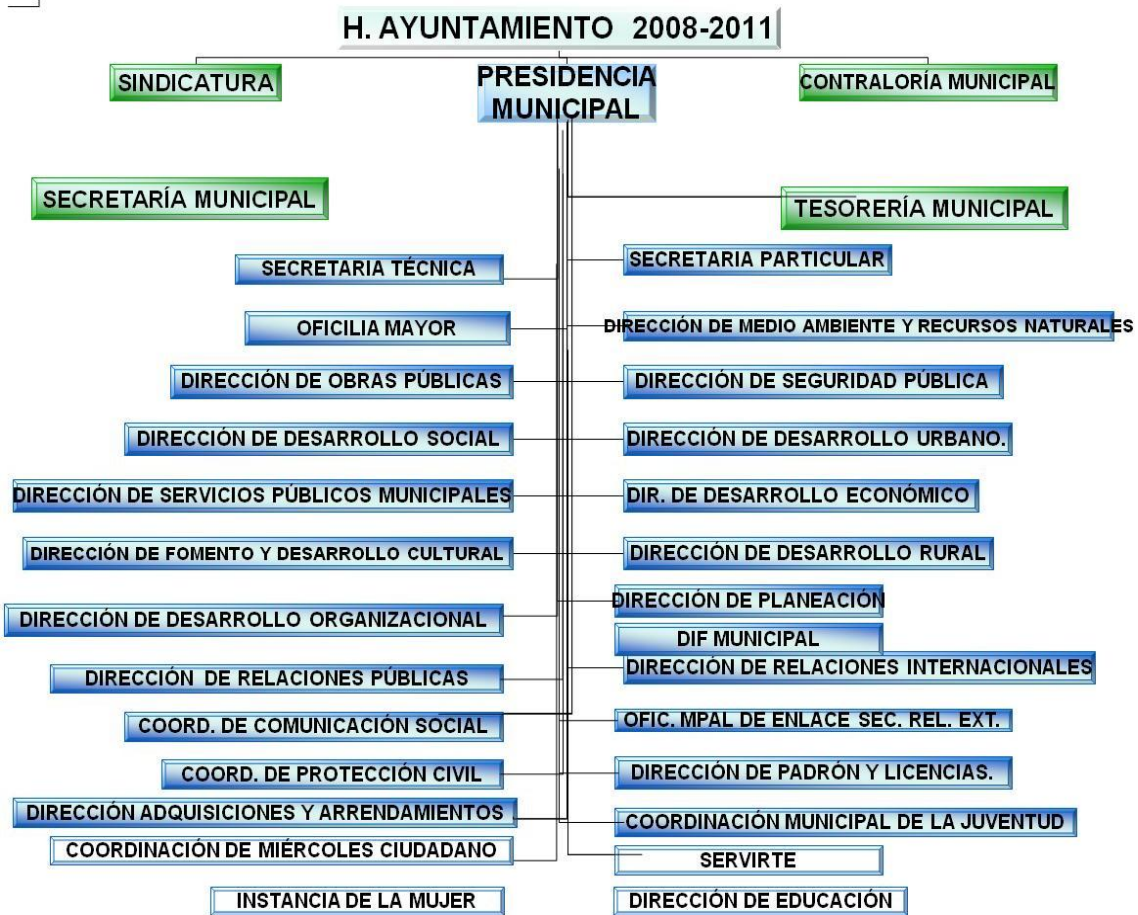 H. AYUNTAMIENTO 2008-2011
SINDICATURA
PRESIDENCIA
MUNICIPAL
CONTRALORÍA MUNICIPAL
SECRETARÍA MUNICIPAL
TESORERÍA MUNICIPAL
SECRETARIA TÉCNICA
SECRETARIA PARTICULAR
OFICILIA MAYOR
DIRECCIÓN DE MEDIO AMBIENTE Y RECURSOS NATURALES
DIRECCIÓN DE OBRAS PÚBLICAS
DIRECCIÓN DE SEGURIDAD PÚBLICA
DIRECCIÓN DE DESARROLLO SOCIAL
DIRECCIÓN DE DESARROLLO URBANO.
DIRECCIÓN DE SERVICIOS PÚBLICOS MUNICIPALES
DIR. DE DESARROLLO ECONÓMICO
DIRECCIÓN DE FOMENTO Y DESARROLLO CULTURAL
DIRECCIÓN DE DESARROLLO RURAL
DIRECCIÓN DE PLANEACIÓN
DIRECCIÓN DE DESARROLLO ORGANIZACIONAL
DIF MUNICIPAL
DIRECCIÓN DE RELACIONES INTERNACIONALES
DIRECCIÓN DE RELACIONES PÚBLICAS
COORD. DE COMUNICACIÓN SOCIAL
OFIC. MPAL DE ENLACE SEC. REL. EXT.
COORD. DE PROTECCIÓN CIVIL
DIRECCIÓN DE PADRÓN Y LICENCIAS.
DIRECCIÓN ADQUISICIONES Y ARRENDAMIENTOS
COORDINACIÓN MUNICIPAL DE LA JUVENTUD
COORDINACIÓN DE MIÉRCOLES CIUDADANO
SERVIRTE
INSTANCIA DE LA MUJER
DIRECCIÓN DE EDUCACIÓN